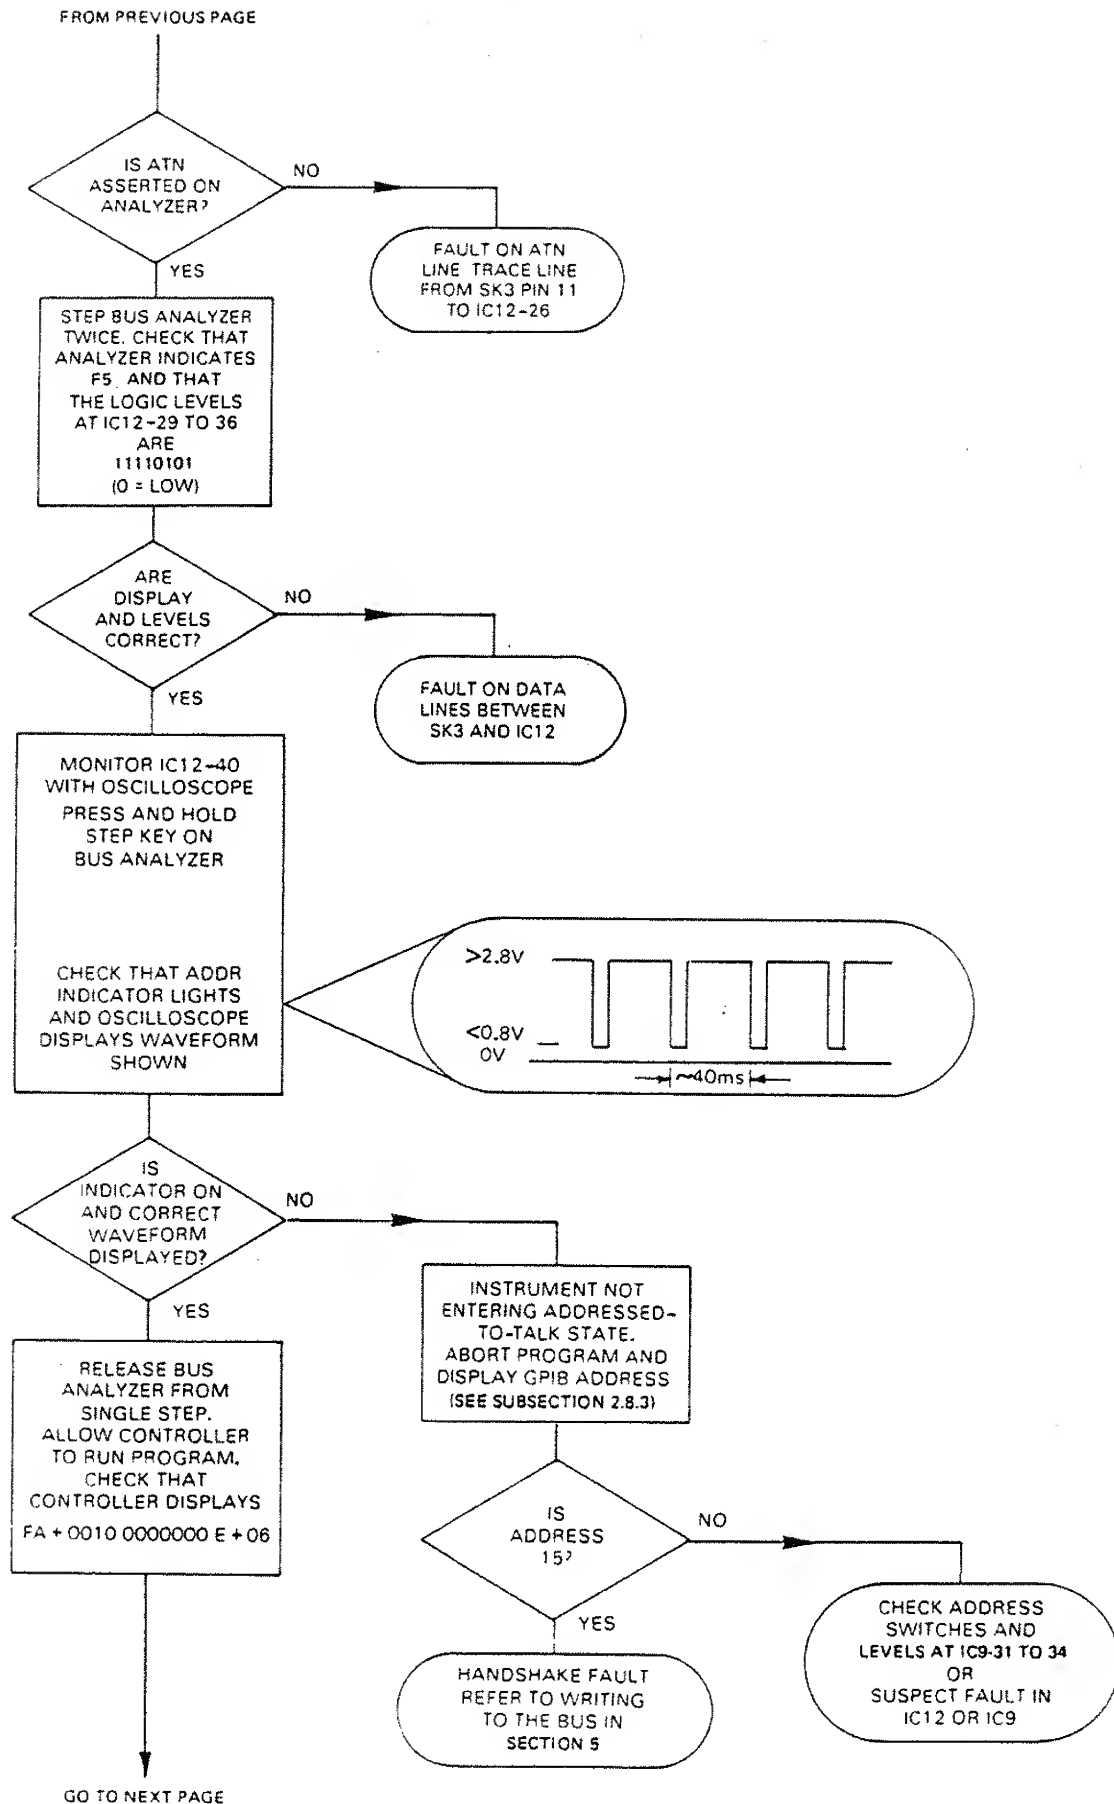 FROM PREVIOUS PAGE
IS ATN
ASSERTED ON
ANALYZER?
NO
FAULT ON ATN
LINE TRACE LINE
FROM SK3 PIN 11
TO IC12-26
YES
STEP BUS ANALYZER
TWICE. CHECK THAT
ANALYZER INDICATES
F5. AND THAT
THE LOGIC LEVELS
AT IC12-29 TO 36
ARE
11110101
(0 = LOW)
ARE
DISPLAY
AND LEVELS
CORRECT?
NO
FAULT ON DATA
LINES BETWEEN
SK3 AND IC12
YES
MONITOR IC12-40
WITH OSCILLOSCOPE
PRESS AND HOLD
STEP KEY ON
BUS ANALYZER
CHECK THAT ADDR
INDICATOR LIGHTS
AND OSCILLOSCOPE
DISPLAYS WAVEFORM
SHOWN
>2.8V
<0.8V
0V
~40ms
IS
INDICATOR ON
AND CORRECT
WAVEFORM
DISPLAYED?
NO
INSTRUMENT NOT
ENTERING ADDRESSED-
TO-TALK STATE.
ABORT PROGRAM AND
DISPLAY GPIB ADDRESS
(SEE SUBSECTION 2.8.3)
YES
RELEASE BUS
ANALYZER FROM
SINGLE STEP.
ALLOW CONTROLLER
TO RUN PROGRAM.
CHECK THAT
CONTROLLER DISPLAYS
FA + 0010 0000000 E + 06
IS
ADDRESS
15?
NO
CHECK ADDRESS
SWITCHES AND
LEVELS AT IC9-31 TO 34
OR
SUSPECT FAULT IN
IC12 OR IC9
YES
HANDSHAKE FAULT
REFER TO WRITING
TO THE BUS IN
SECTION 5
GO TO NEXT PAGE